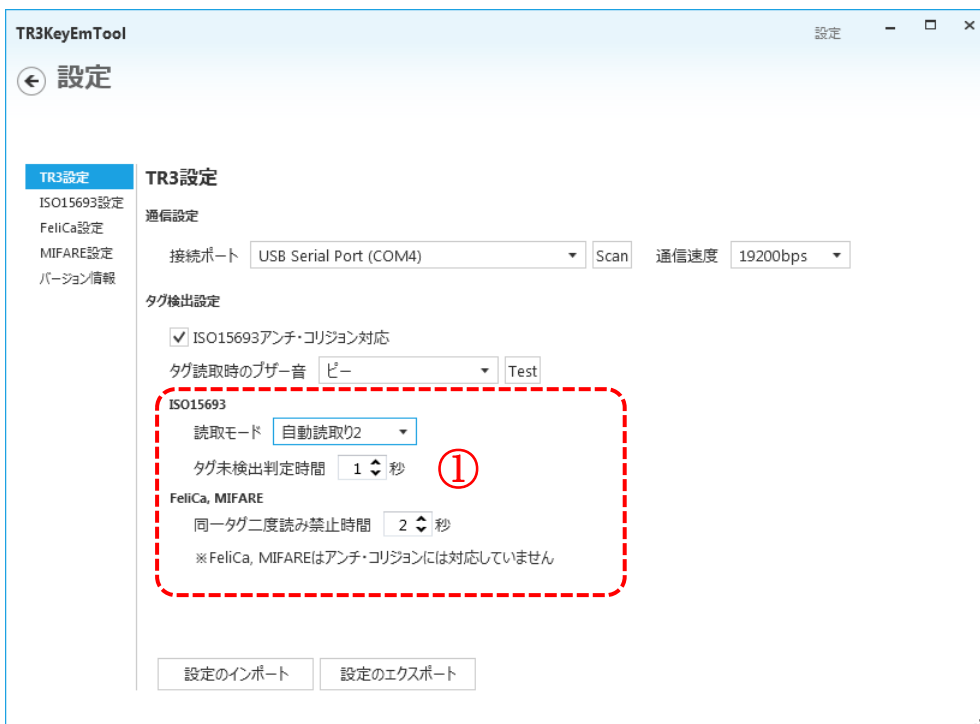 TR3KeyEmTool 設定
設定
TR3設定
ISO15693設定
FeliCa設定
MIFARE設定
バージョン情報
TR3設定
通信設定
接続ポート USB Serial Port (COM4) Scan 通信速度 19200bps
タグ検出設定
ISO15693アンチ・コリジョン対応
タグ読取時のブザー音 ピー Test
ISO15693
読取モード 自動読取り2
タグ未検出判定時間 1 秒
①
FeliCa, MIFARE
同一タグ二度読み禁止時間 2 秒
※FeliCa, MIFAREはアンチ・コリジョンには対応していません
設定のインポート 設定のエクスポート